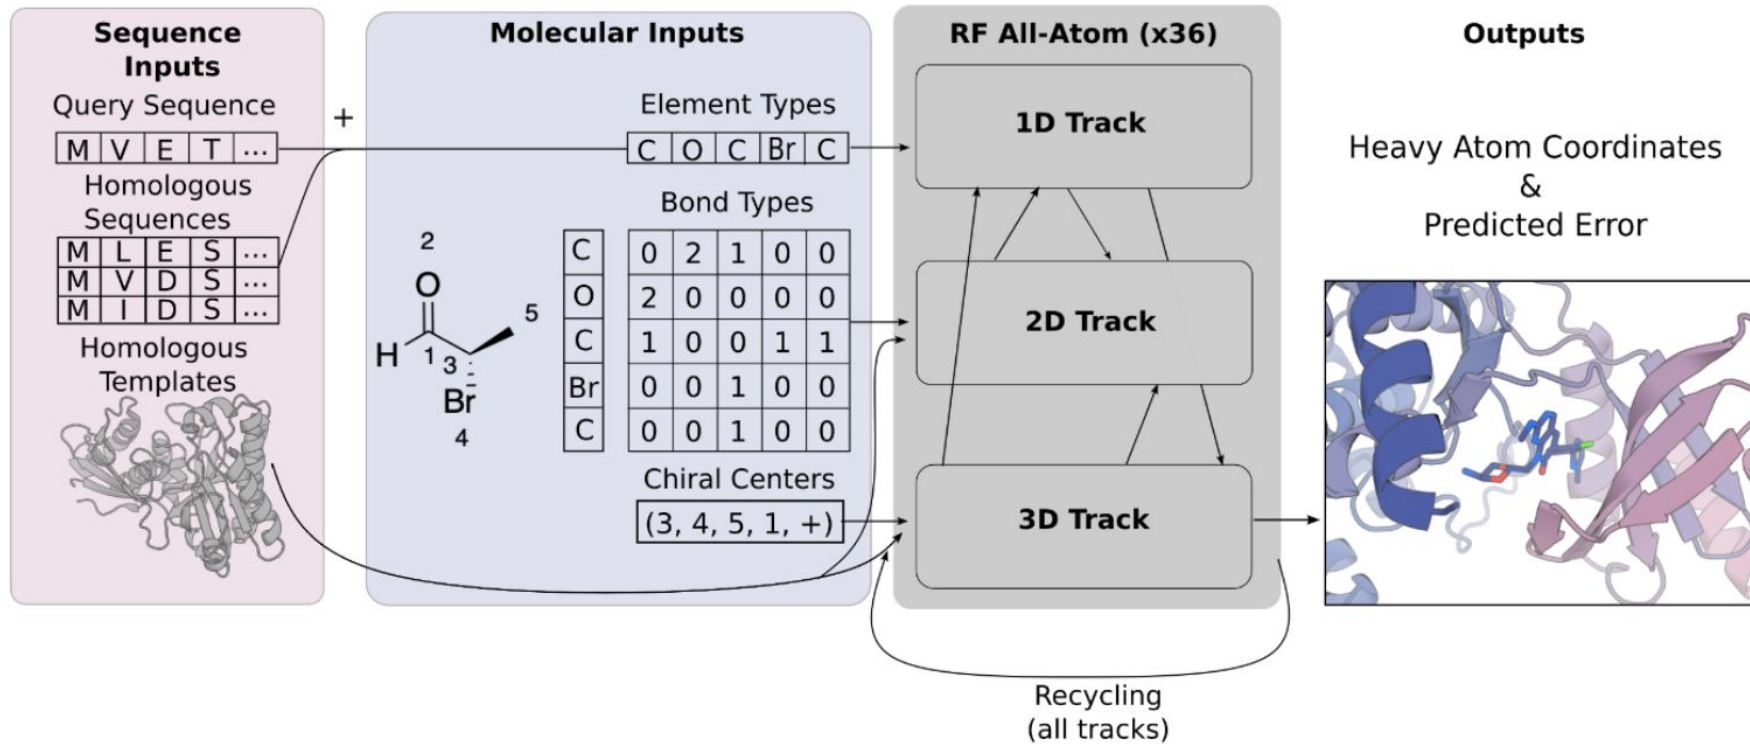 Sequence
Inputs
Query Sequence
M V E T ...
Homologous
Sequences
M L E S ...
M V D S ...
M I D S ...
Homologous
Templates
+
Molecular Inputs
Element Types
C O C Br C
Bond Types
C 0 2 1 0 0
O 2 0 0 0 0
C 1 0 0 1 1
Br 0 0 1 0 0
C 0 0 1 0 0
2
O
5
H 1 3
Br
4
Chiral Centers
(3, 4, 5, 1, +)
RF All-Atom (x36)
1D Track
2D Track
3D Track
Recycling
(all tracks)
Outputs
Heavy Atom Coordinates
&
Predicted Error